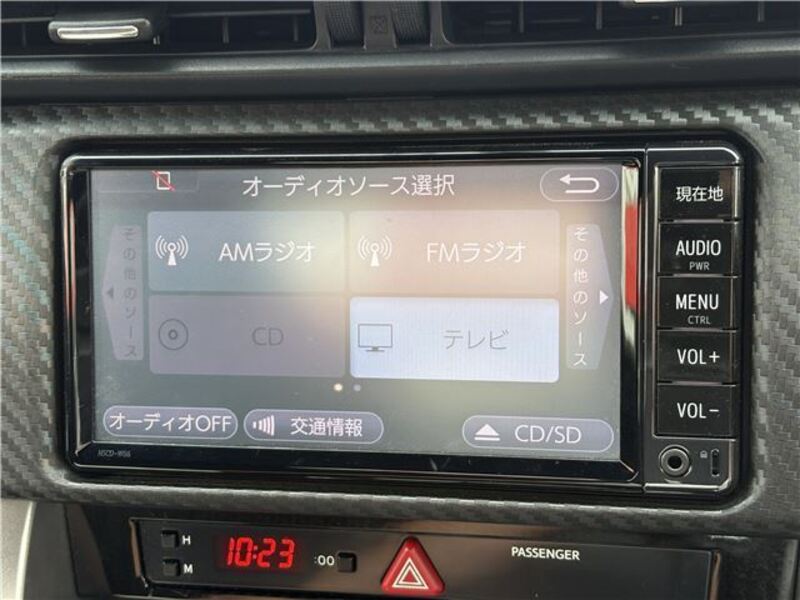 オーディオソース選択
AMラジオ
FMラジオ
その他のソース
その他のソース
CD
テレビ
オーディオOFF
交通情報
CD/SD
NSCD-W66
現在地
AUDIO
PWR
MENU
CTRL
VOL+
VOL-
H
M
10:23
:00
PASSENGER